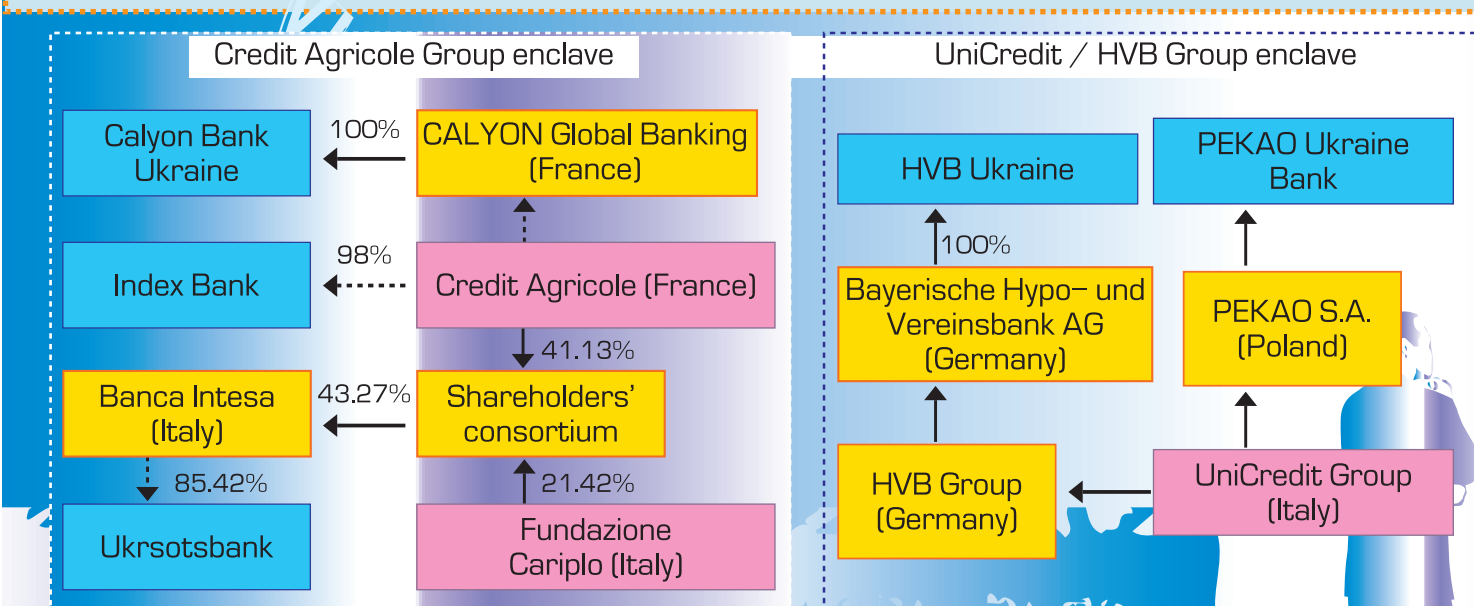 Credit Agricole Group enclave
Calyon Bank
Ukraine
100%
CALYON Global Banking
(France)
Index Bank
98%
Credit Agricole (France)
41.13%
Banca Intesa
(Italy)
43.27%
Shareholders’
consortium
85.42%
21.42%
Ukrsotsbank
Fundazione
Cariplo (Italy)
UniCredit / HVB Group enclave
HVB Ukraine
PEKAO Ukraine
Bank
100%
Bayerische Hypo– und
Vereinsbank AG
(Germany)
PEKAO S.A.
(Poland)
HVB Group
(Germany)
UniCredit Group
(Italy)